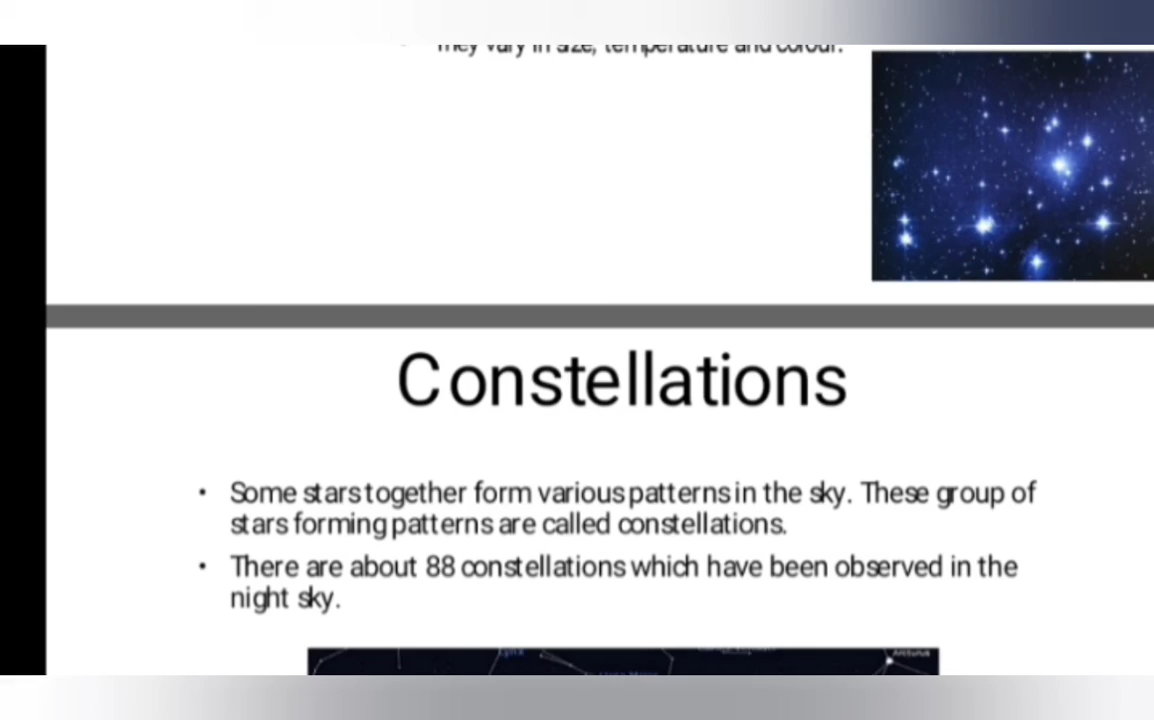 They vary in size, temperature and colour.
Constellations
• Some stars together form various patterns in the sky. These group of
stars forming patterns are called constellations.
• There are about 88 constellations which have been observed in the
night sky.
Lynx
Arcturus